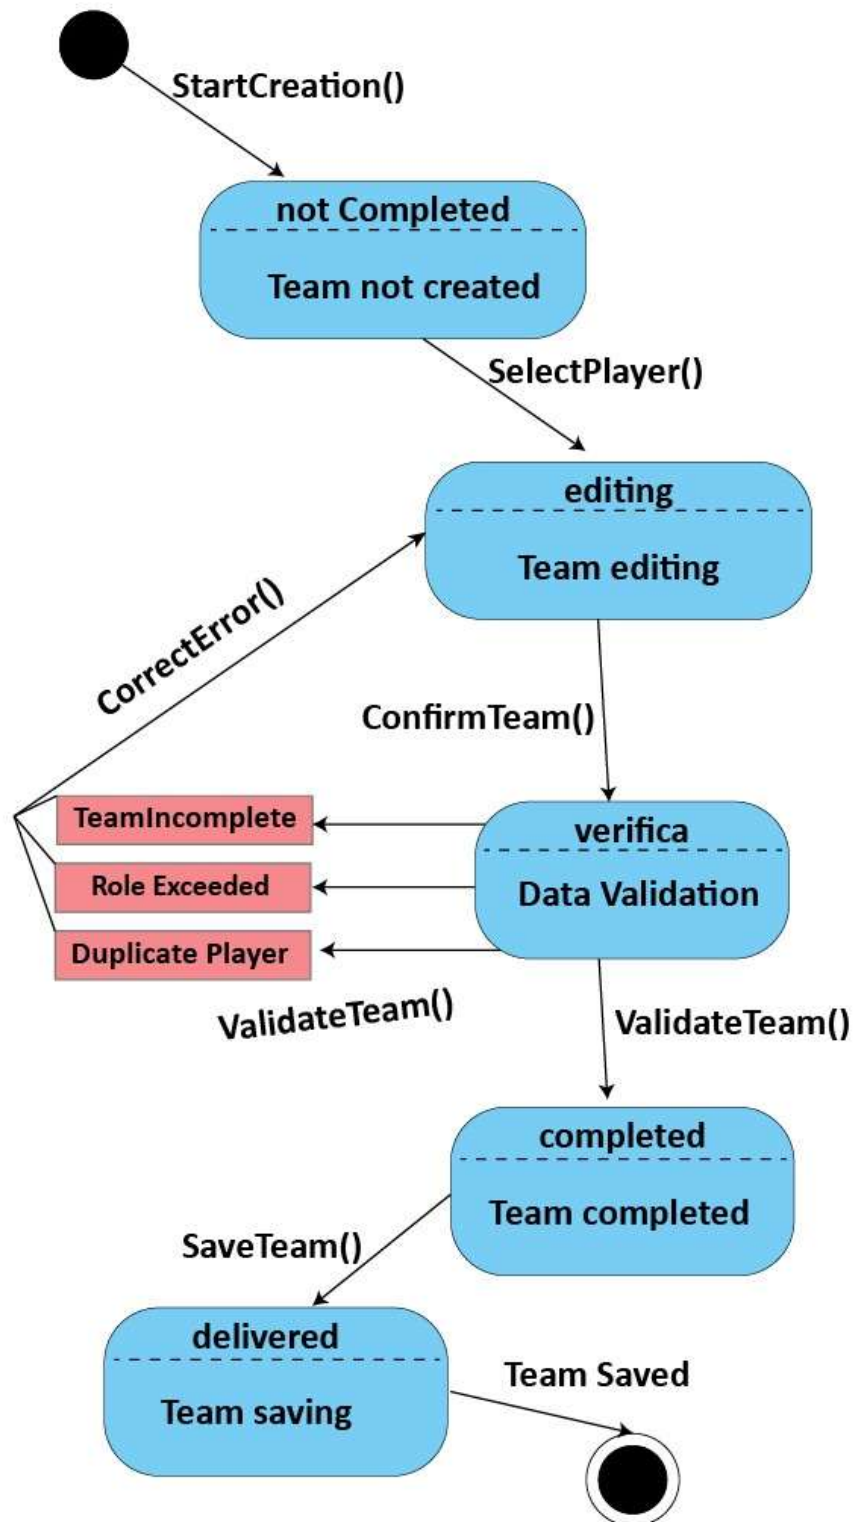 StartCreation()
not Completed
Team not created
SelectPlayer()
editing
Team editing
CorrectError()
ConfirmTeam()
TeamIncomplete
verifica
Role Exceeded
Data Validation
Duplicate Player
ValidateTeam()
ValidateTeam()
completed
Team completed
SaveTeam()
delivered
Team saving
Team Saved